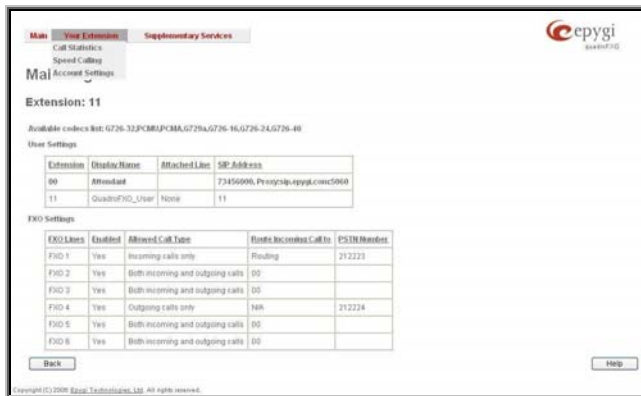 Main Your Extension Supplementary Services
epygi
QuadroFXO
Call Statistics
Speed Calling
Account Settings
Mai
Extension: 11
Available codecs list: G726-32,PCMU,PCMA,G729a,G726-16,G726-24,G726-40
User Settings
Extension Display Name Attached Line SIP Address
00 Attendant 73456000, Proxy:sip.epygi.com:5060
11 QuadroFXO_User None 11
FXO Settings
FXO Lines Enabled Allowed Call Type Route Incoming Call to PSTN Number
FXO 1 Yes Incoming calls only Routing 212223
FXO 2 Yes Both incoming and outgoing calls 00
FXO 3 Yes Both incoming and outgoing calls 00
FXO 4 Yes Outgoing calls only N/A 212224
FXO 5 Yes Both incoming and outgoing calls 00
FXO 6 Yes Both incoming and outgoing calls 00
Back Help
Copyright (C) 2006 Epygi Technologies, Ltd. All rights reserved.